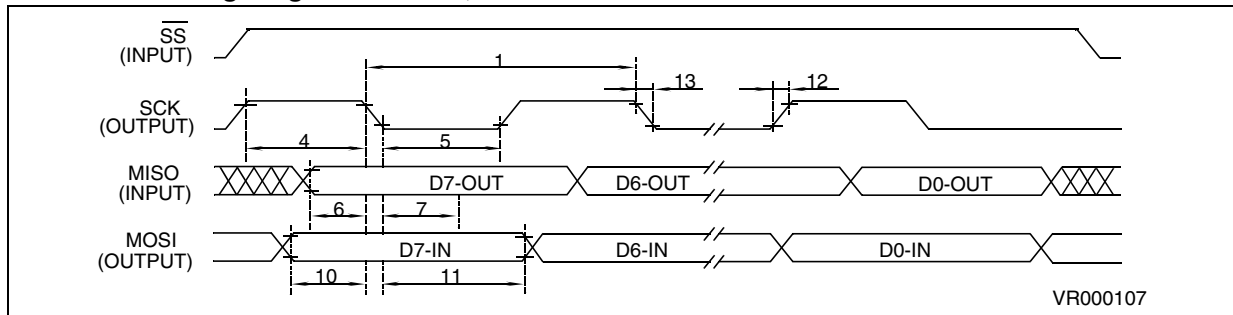 SS
(INPUT)
1
13
12
SCK
(OUTPUT)
4
5
MISO
(INPUT)
D7-OUT
D6-OUT
D0-OUT
6
7
MOSI
(OUTPUT)
D7-IN
D6-IN
D0-IN
10
11
VR000107